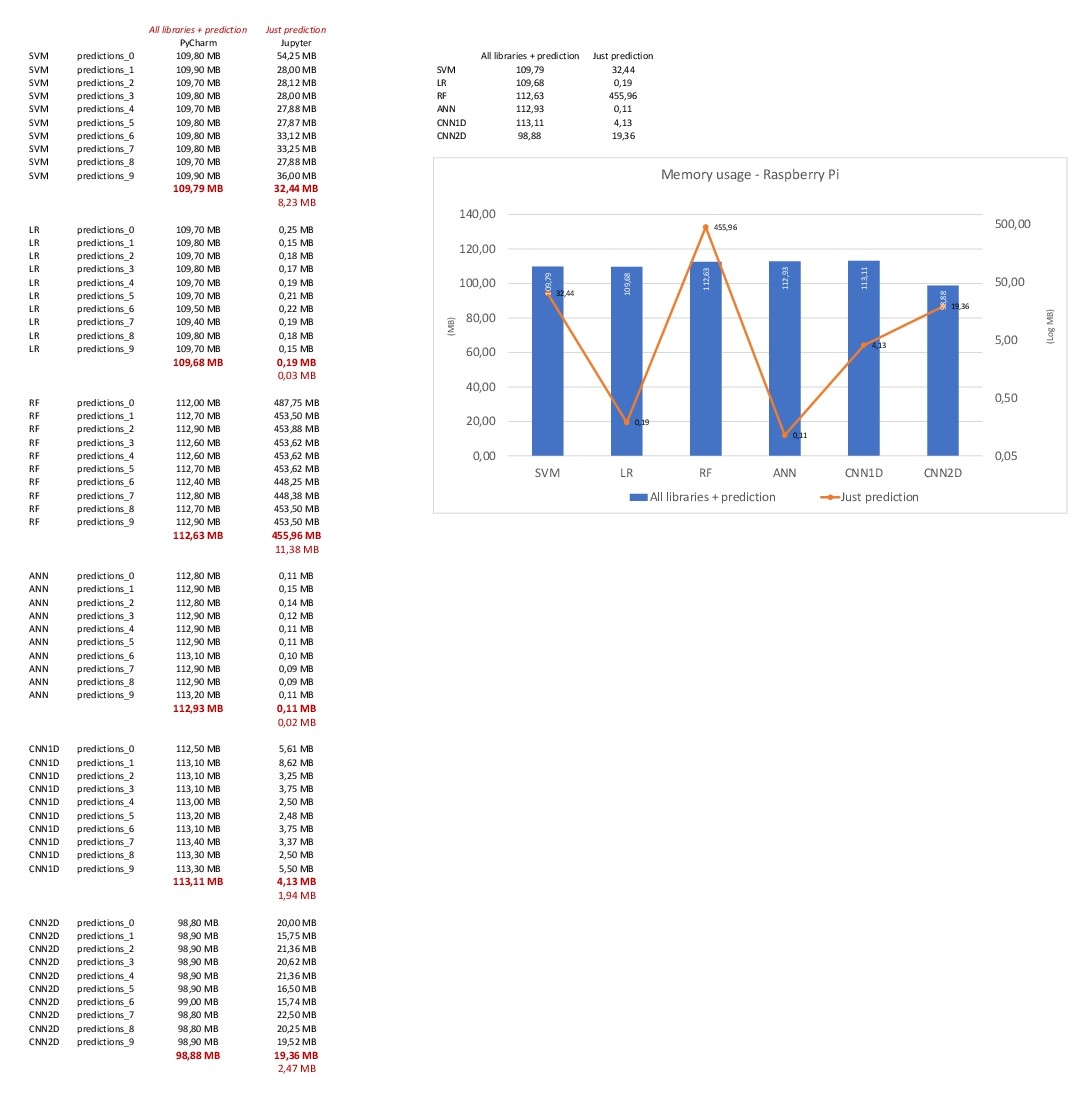 All libraries + prediction Just prediction
PyCharm Jupyter
SVM predictions_0 109,80 MB 54,25 MB
SVM predictions_1 109,90 MB 28,00 MB
SVM predictions_2 109,70 MB 28,12 MB
SVM predictions_3 109,80 MB 28,00 MB
SVM predictions_4 109,70 MB 27,88 MB
SVM predictions_5 109,80 MB 27,87 MB
SVM predictions_6 109,80 MB 33,12 MB
SVM predictions_7 109,80 MB 33,25 MB
SVM predictions_8 109,70 MB 27,88 MB
SVM predictions_9 109,90 MB 36,00 MB
109,79 MB 32,44 MB
8,23 MB
LR predictions_0 109,70 MB 0,25 MB
LR predictions_1 109,80 MB 0,15 MB
LR predictions_2 109,70 MB 0,18 MB
LR predictions_3 109,80 MB 0,17 MB
LR predictions_4 109,70 MB 0,19 MB
LR predictions_5 109,70 MB 0,21 MB
LR predictions_6 109,50 MB 0,22 MB
LR predictions_7 109,40 MB 0,19 MB
LR predictions_8 109,80 MB 0,18 MB
LR predictions_9 109,70 MB 0,15 MB
109,68 MB 0,19 MB
0,03 MB
RF predictions_0 112,00 MB 487,75 MB
RF predictions_1 112,70 MB 453,50 MB
RF predictions_2 112,90 MB 453,88 MB
RF predictions_3 112,60 MB 453,62 MB
RF predictions_4 112,60 MB 453,62 MB
RF predictions_5 112,70 MB 453,62 MB
RF predictions_6 112,40 MB 448,25 MB
RF predictions_7 112,80 MB 448,38 MB
RF predictions_8 112,70 MB 453,50 MB
RF predictions_9 112,90 MB 453,50 MB
112,63 MB 455,96 MB
11,38 MB
ANN predictions_0 112,80 MB 0,11 MB
ANN predictions_1 112,90 MB 0,15 MB
ANN predictions_2 112,80 MB 0,14 MB
ANN predictions_3 112,90 MB 0,12 MB
ANN predictions_4 112,90 MB 0,11 MB
ANN predictions_5 112,90 MB 0,11 MB
ANN predictions_6 113,10 MB 0,10 MB
ANN predictions_7 112,90 MB 0,09 MB
ANN predictions_8 112,90 MB 0,09 MB
ANN predictions_9 113,20 MB 0,11 MB
112,93 MB 0,11 MB
0,02 MB
CNN1D predictions_0 112,50 MB 5,61 MB
CNN1D predictions_1 113,10 MB 8,62 MB
CNN1D predictions_2 113,10 MB 3,25 MB
CNN1D predictions_3 113,10 MB 3,75 MB
CNN1D predictions_4 113,00 MB 2,50 MB
CNN1D predictions_5 113,20 MB 2,48 MB
CNN1D predictions_6 113,10 MB 3,75 MB
CNN1D predictions_7 113,40 MB 3,37 MB
CNN1D predictions_8 113,30 MB 2,50 MB
CNN1D predictions_9 113,30 MB 5,50 MB
113,11 MB 4,13 MB
1,94 MB
CNN2D predictions_0 98,80 MB 20,00 MB
CNN2D predictions_1 98,90 MB 15,75 MB
CNN2D predictions_2 98,90 MB 21,36 MB
CNN2D predictions_3 98,90 MB 20,62 MB
CNN2D predictions_4 98,90 MB 21,36 MB
CNN2D predictions_5 98,90 MB 16,50 MB
CNN2D predictions_6 99,00 MB 15,74 MB
CNN2D predictions_7 98,80 MB 22,50 MB
CNN2D predictions_8 98,80 MB 20,25 MB
CNN2D predictions_9 98,90 MB 19,52 MB
98,88 MB 19,36 MB
2,47 MB
All libraries + prediction Just prediction
SVM 109,79 32,44
LR 109,68 0,19
RF 112,63 455,96
ANN 112,93 0,11
CNN1D 113,11 4,13
CNN2D 98,88 19,36
Memory usage - Raspberry Pi
140,00
120,00
100,00
80,00
60,00
40,00
20,00
0,00
(MB)
109,79
109,68
112,63
112,93
113,11
98,88
32,44
0,19
455,96
0,11
4,13
19,36
500,00
50,00
5,00
0,50
0,05
(Log MB)
SVM LR RF ANN CNN1D CNN2D
All libraries + prediction Just prediction